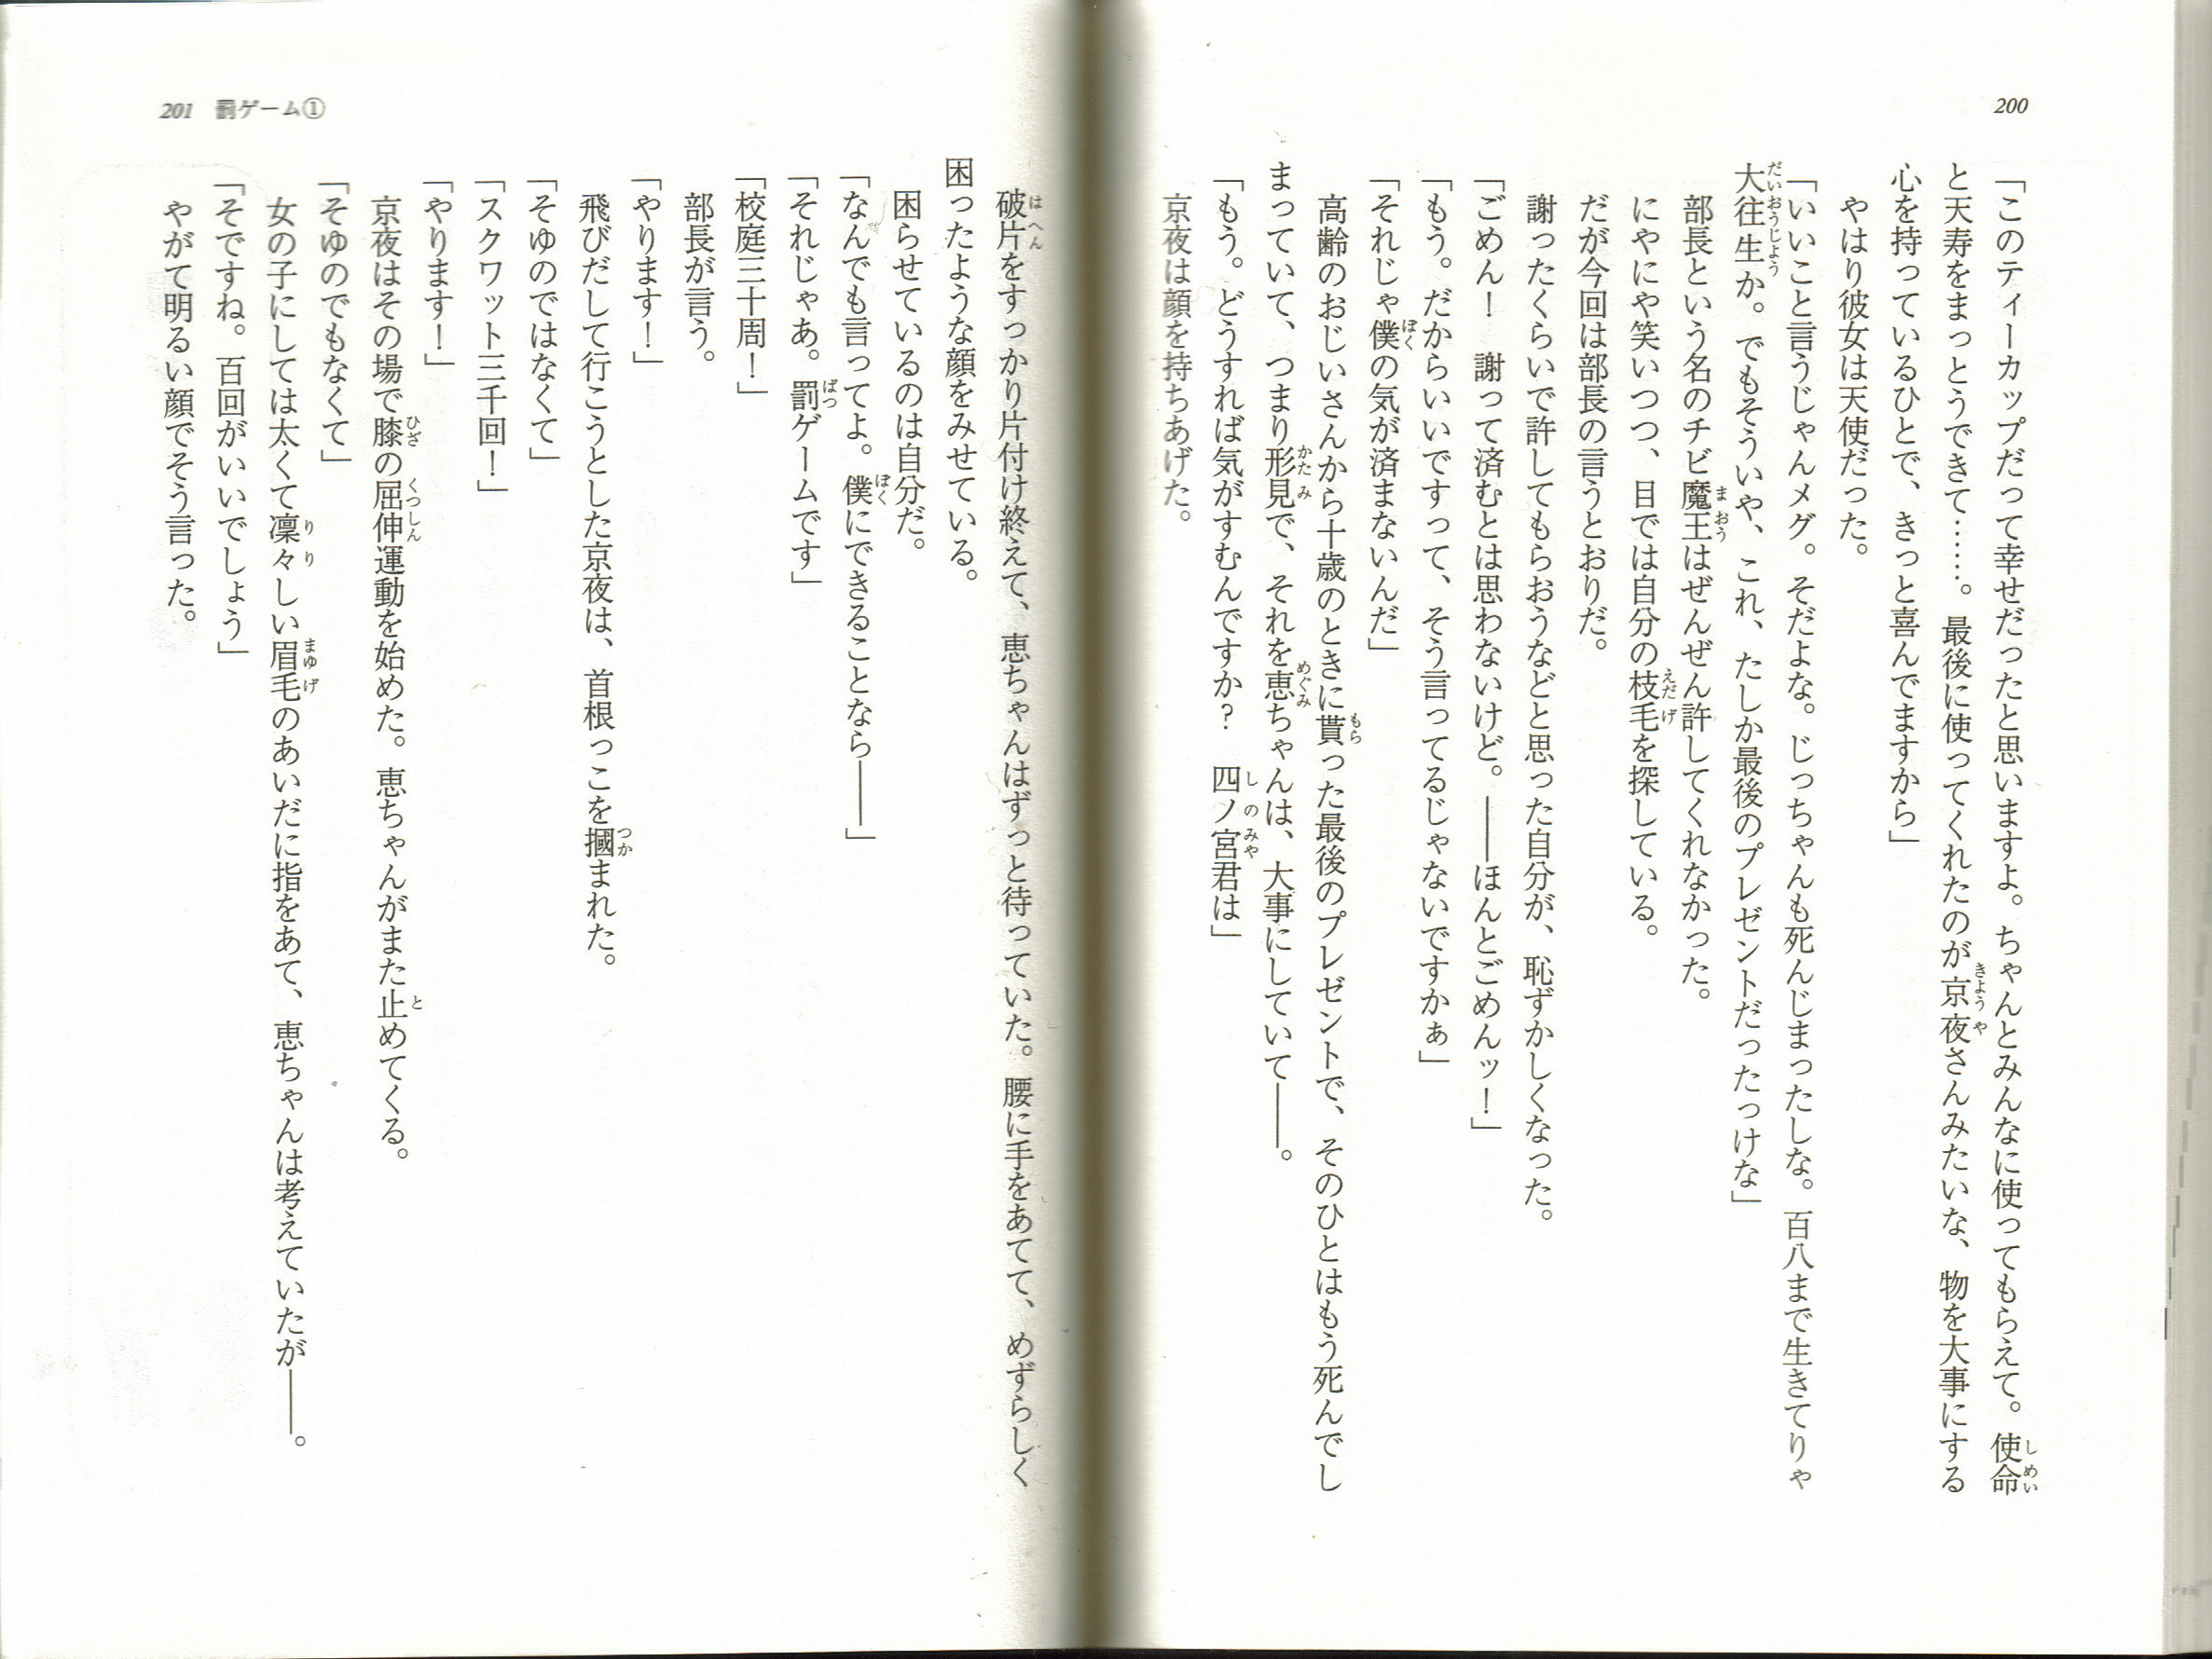 200
「このティーカップだって幸せだったと思いますよ。ちゃんとみんなに使ってもらえて。使命
と天寿をまっとうできて……。最後に使ってくれたのが京夜さんみたいな、物を大事にする
心を持っているひとで、きっと喜んでますから」
やはり彼女は天使だった。
「いいこと言うじゃんメグ。そだよな。じっちゃんも死んじまったしな。百八まで生きてりゃ
大往生か。でもそういや、これ、たしか最後のプレゼントだったっけな」
部長という名のチビ魔王はぜんぜん許してくれなかった。
にやにや笑いつつ、目では自分の枝毛を探している。
だが今回は部長の言うとおりだ。
謝ったくらいで許してもらおうなどと思った自分が、恥ずかしくなった。
「ごめん！　謝って済むとは思わないけど。――ほんとごめんッ！」
「もう。だからいいですって、そう言ってるじゃないですかぁ」
「それじゃ僕の気が済まないんだ」
高齢のおじいさんから十歳のときに貰った最後のプレゼントで、そのひとはもう死んでし
まっていて、つまり形見で、それを恵ちゃんは、大事にしていて――。
「もう。どうすれば気がすむんですか？　四ノ宮君は」
京夜は顔を持ちあげた。
201 罰ゲーム①
破片をすっかり片付け終えて、恵ちゃんはずっと待っていた。腰に手をあてて、めずらしく
困ったような顔をみせている。
困らせているのは自分だ。
「なんでも言ってよ。僕にできることなら――」
「それじゃあ。罰ゲームです」
「校庭三十周！」
部長が言う。
「やります！」
飛びだして行こうとした京夜は、首根っこを摑まれた。
「そゆのではなくて」
「スクワット三千回！」
「やります！」
京夜はその場で膝の屈伸運動を始めた。恵ちゃんがまた止めてくる。
「そゆのでもなくて」
女の子にしては太くて凛々しい眉毛のあいだに指をあて、恵ちゃんは考えていたが――。
「そですね。百回がいいでしょう」
やがて明るい顔でそう言った。